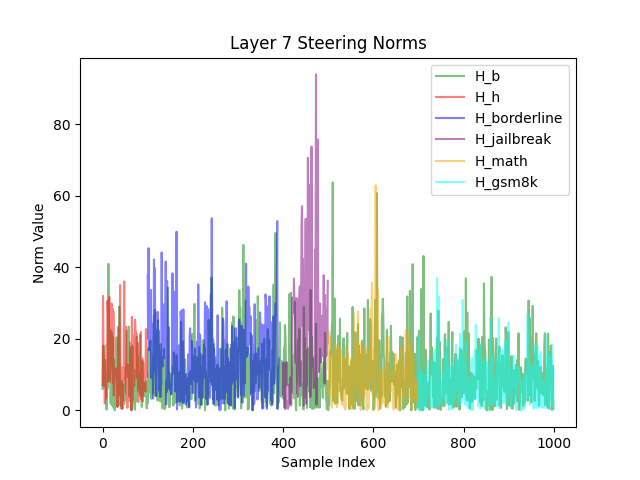 Layer 7 Steering Norms
H_b
H_h
H_borderline
H_jailbreak
H_math
H_gsm8k
Norm Value
80
60
40
20
0
0 200 400 600 800 1000
Sample Index